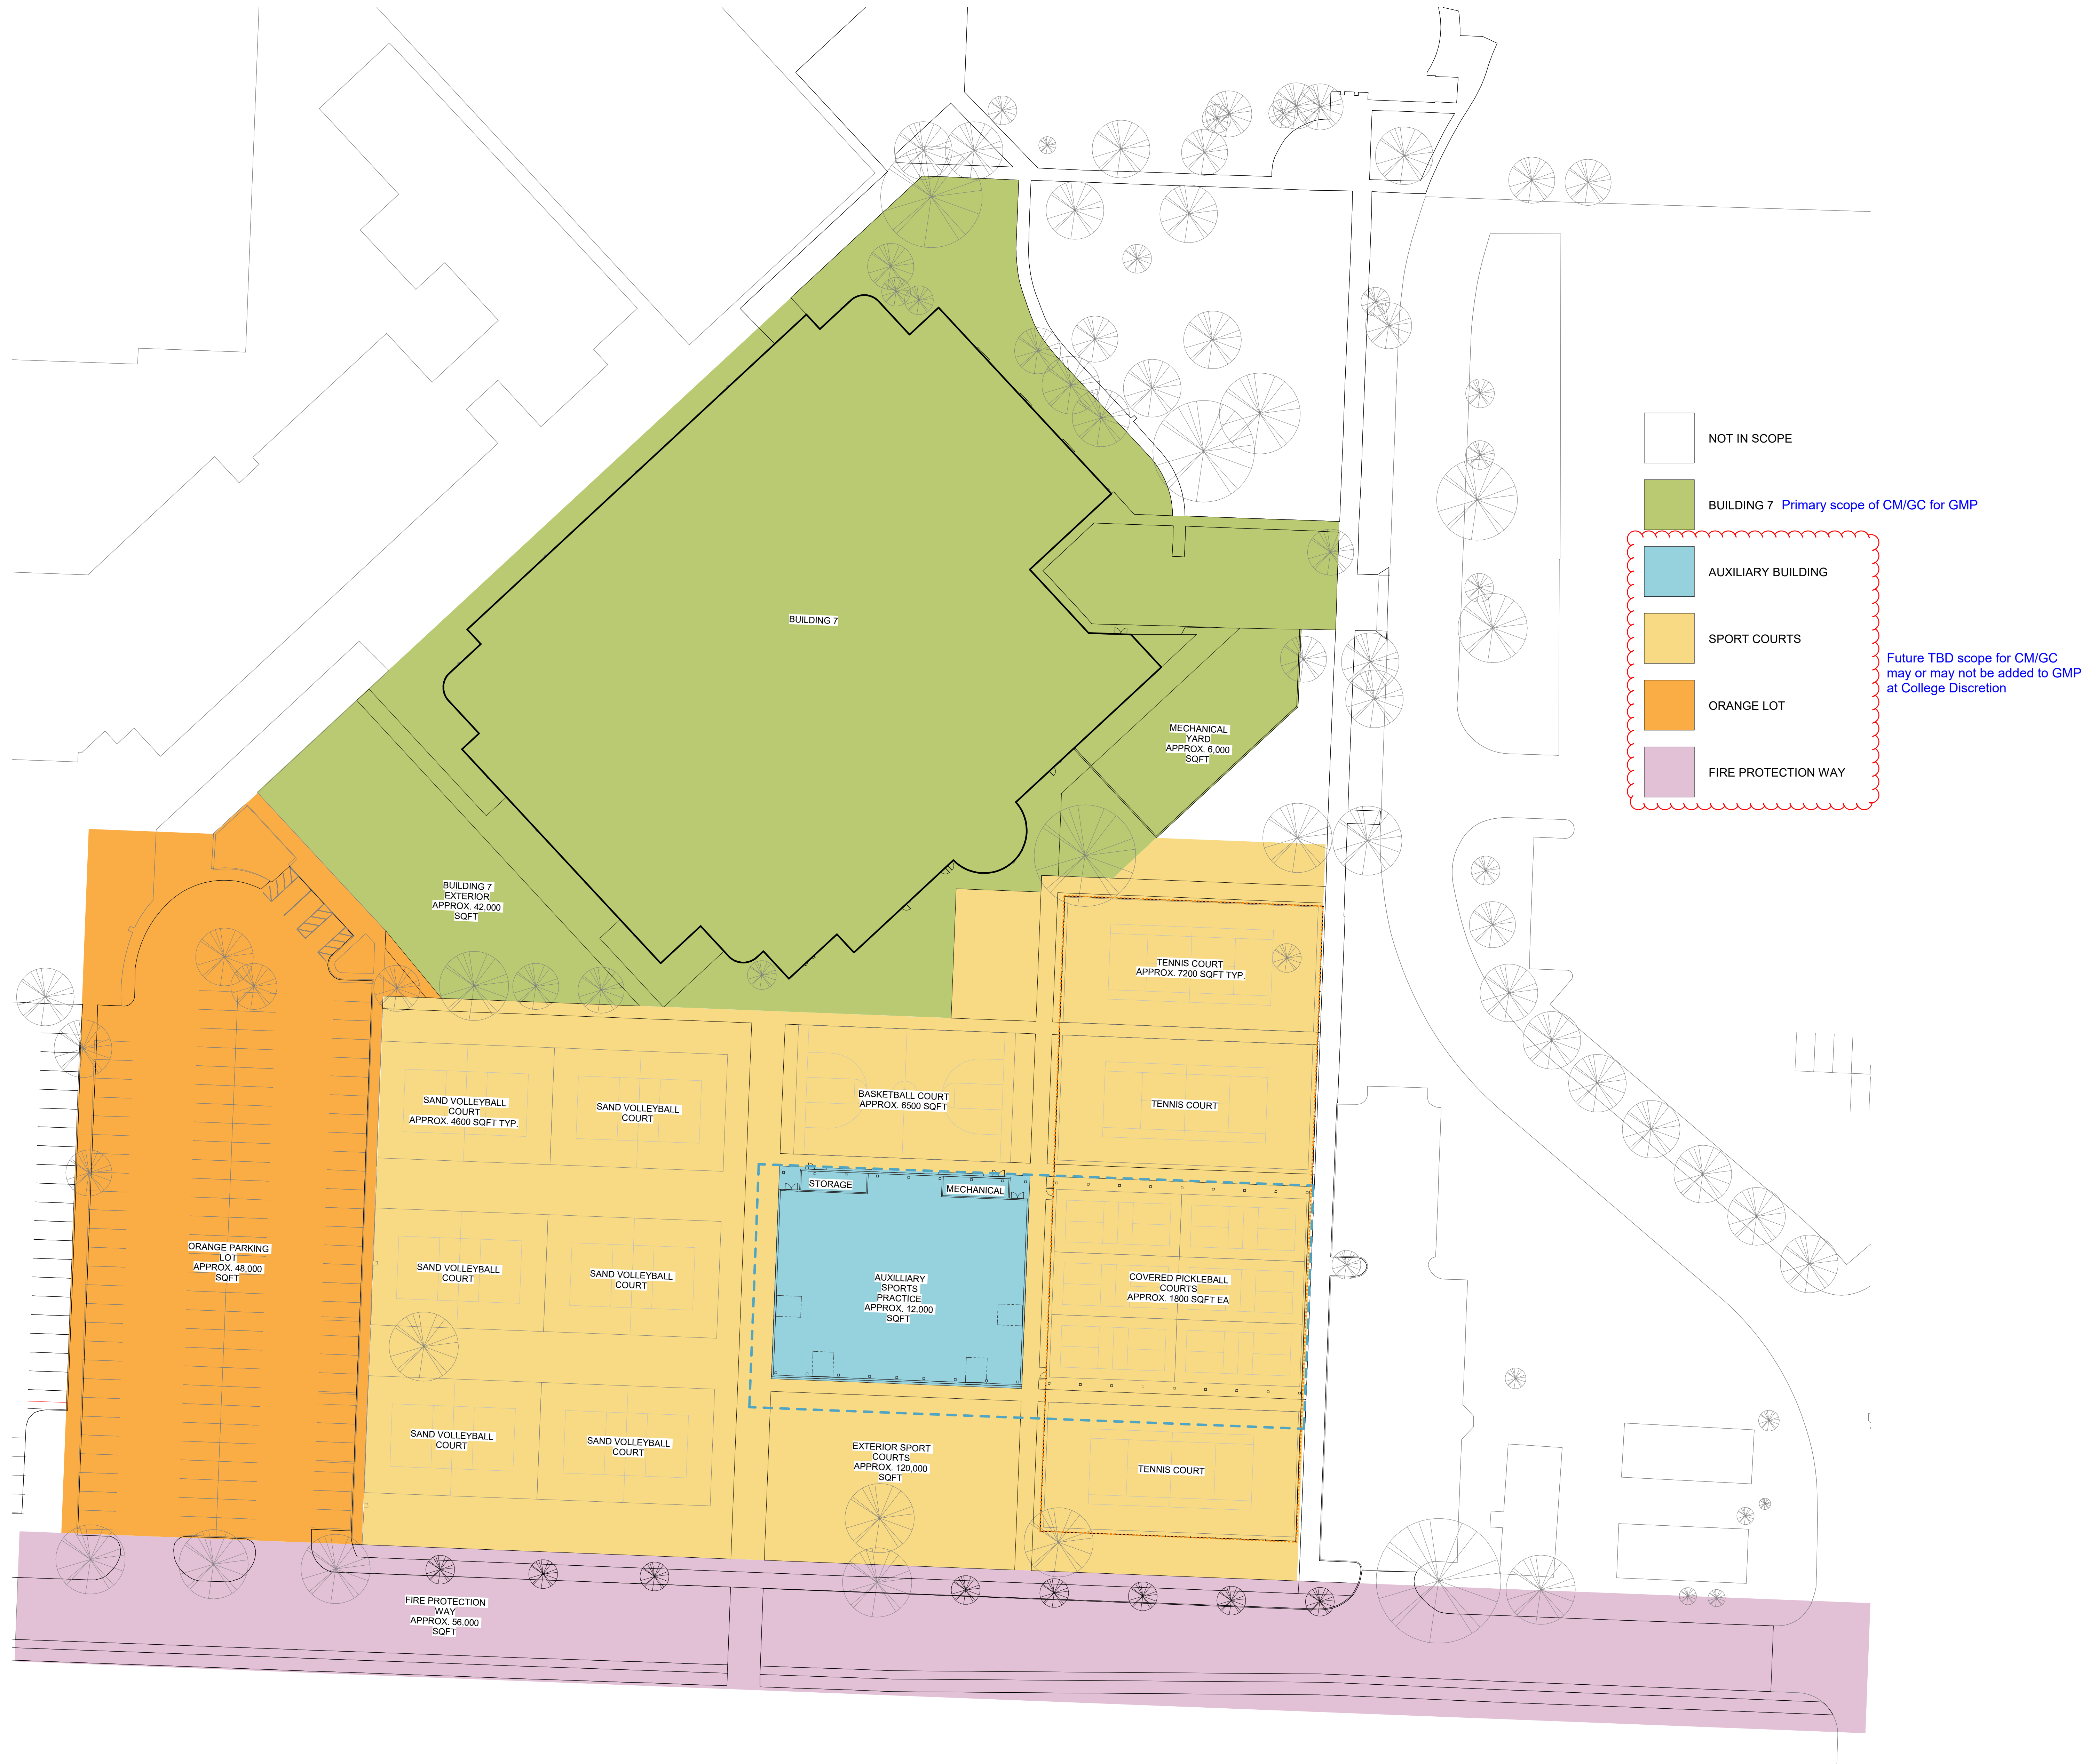 NOT IN SCOPE
BUILDING 7 Primary scope of CM/GC for GMP
AUXILIARY BUILDING
SPORT COURTS
Future TBD scope for CM/GC
may or may not be added to GMP
at College Discretion
ORANGE LOT
FIRE PROTECTION WAY
BUILDING 7
MECHANICAL
YARD
APPROX. 6,000
SQFT
BUILDING 7
EXTERIOR
APPROX. 42,000
SQFT
TENNIS COURT
APPROX. 7200 SQFT TYP.
SAND VOLLEYBALL
COURT
APPROX. 4600 SQFT TYP.
SAND VOLLEYBALL
COURT
BASKETBALL COURT
APPROX. 6500 SQFT
TENNIS COURT
STORAGE
MECHANICAL
ORANGE PARKING
LOT
APPROX. 48,000
SQFT
SAND VOLLEYBALL
COURT
SAND VOLLEYBALL
COURT
AUXILLIARY
SPORTS
PRACTICE
APPROX. 12,000
SQFT
COVERED PICKLEBALL
COURTS
APPROX. 1800 SQFT EA
SAND VOLLEYBALL
COURT
SAND VOLLEYBALL
COURT
EXTERIOR SPORT
COURTS
APPROX. 120,000
SQFT
TENNIS COURT
FIRE PROTECTION
WAY
APPROX. 56,000
SQFT